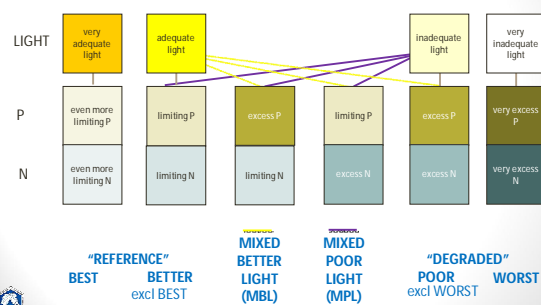 LIGHT
very
adequate
light
adequate
light
inadequate
light
very
inadequate
light
P
even more
limiting P
limiting P
excess P
limiting P
excess P
very excess
P
N
even more
limiting N
limiting N
limiting N
excess N
excess N
very excess
N
"REFERENCE"
BEST
BETTER
excl BEST
MIXED
BETTER
LIGHT
(MBL)
MIXED
POOR
LIGHT
(MPL)
"DEGRADED"
POOR
excl WORST
WORST